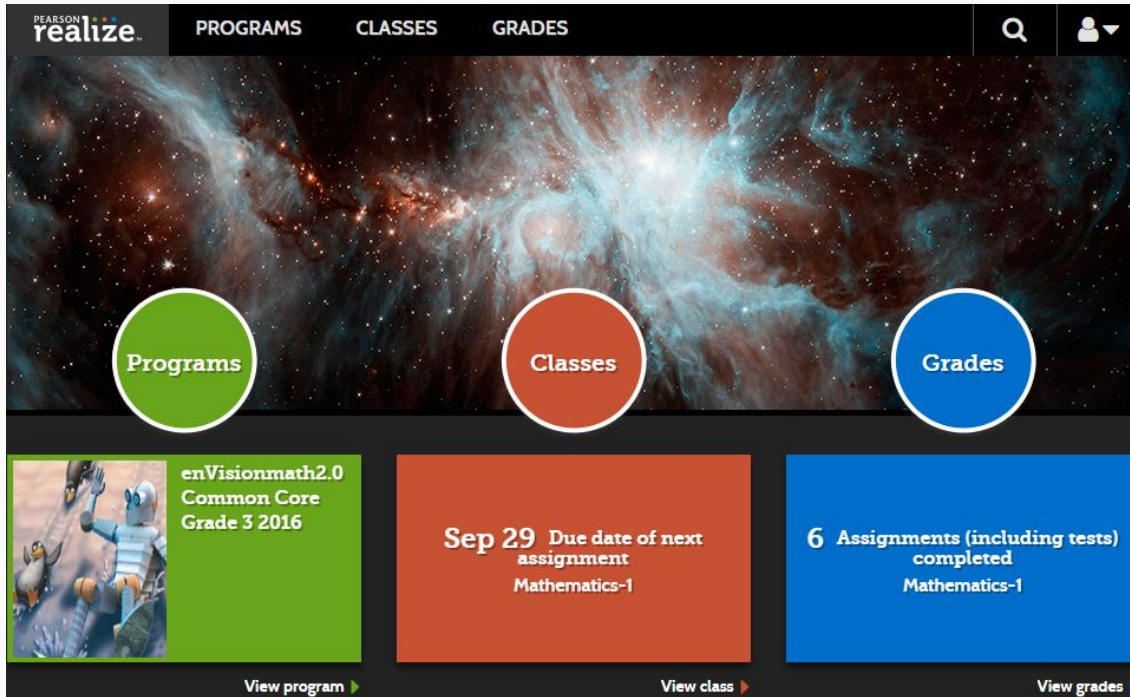 PEARSON
realize™
PROGRAMS
CLASSES
GRADES
Programs
Classes
Grades
enVisionmath2.0
Common Core
Grade 3 2016
Sep 29 Due date of next
assignment
Mathematics-1
6 Assignments (including tests)
completed
Mathematics-1
View program
View class
View grades